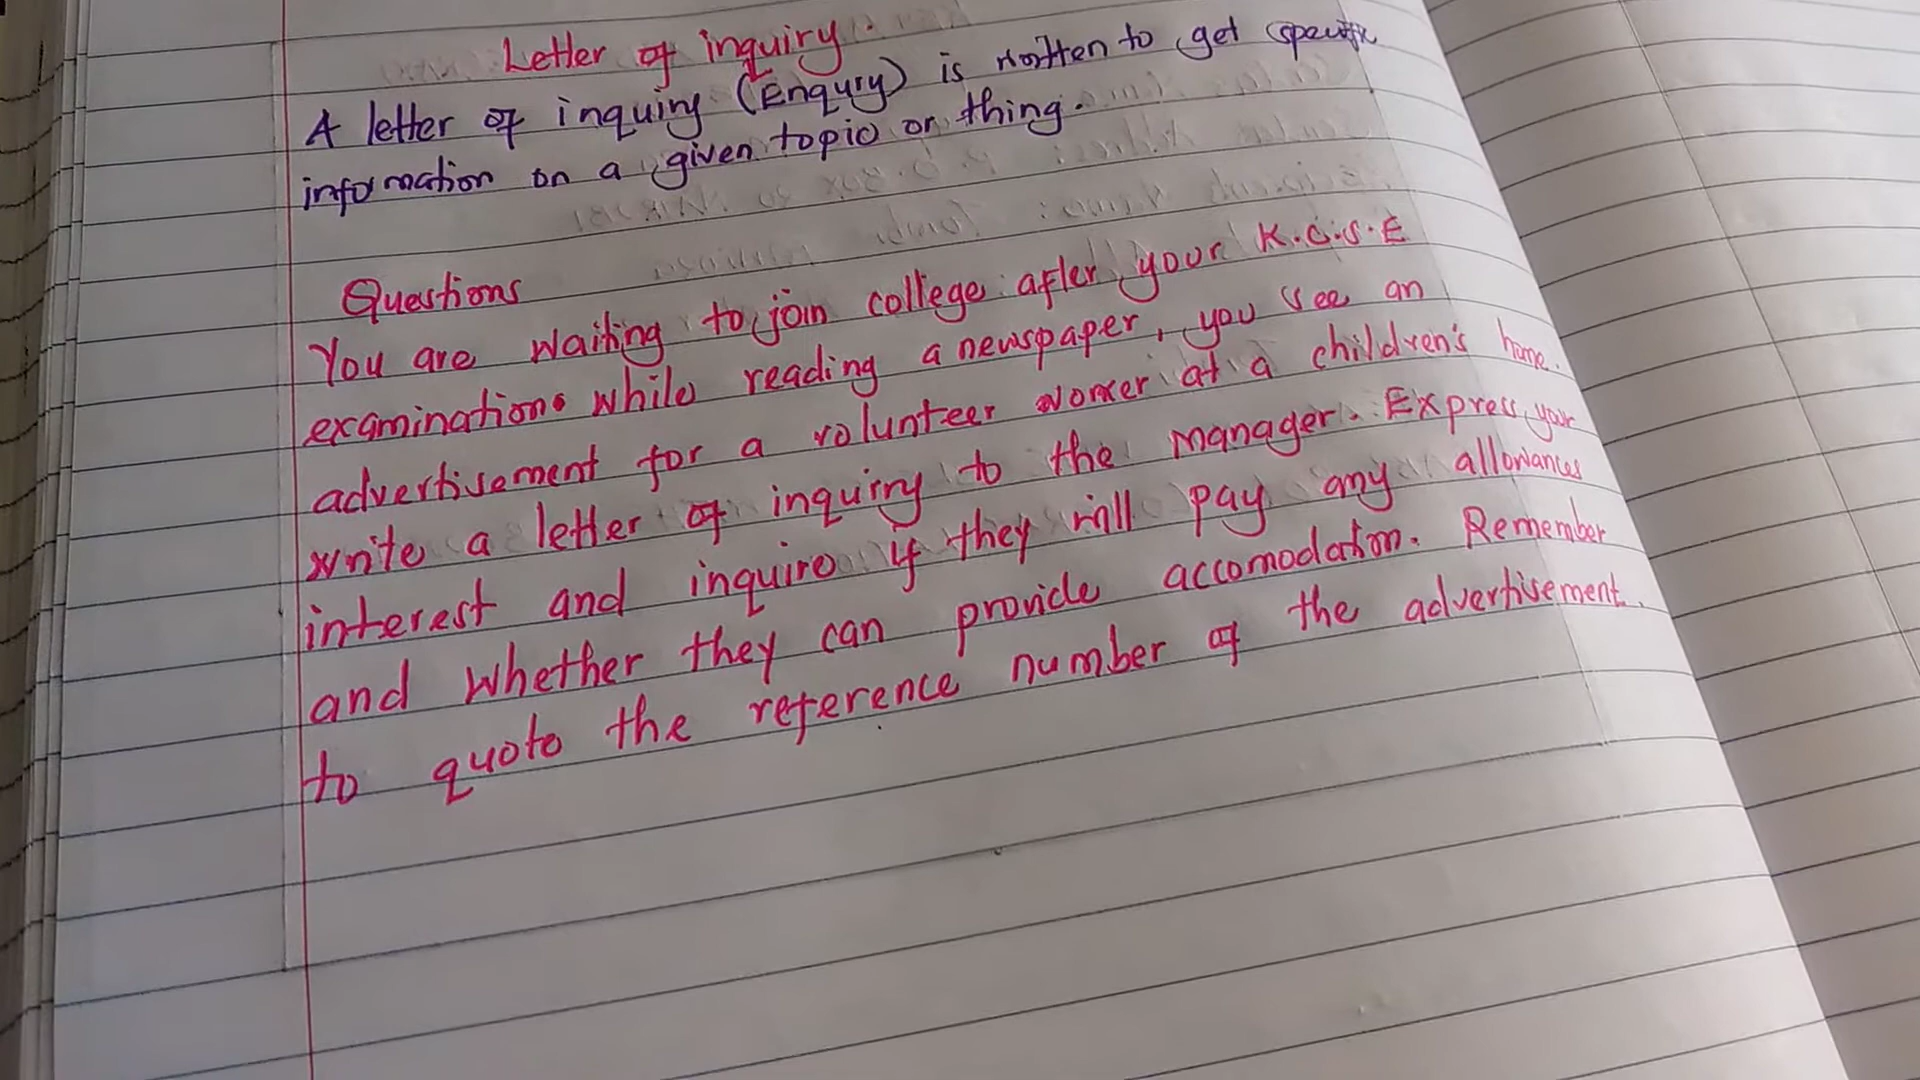 Letter of inquiry.
A letter of inquiry (Enqury) is written to get specific
information on a given topic or thing.
Questions
You are waiting to join college after your K.C.S.E
examinations while reading a newspaper, you see an
advertisement for a volunteer worker at a children's home.
write a letter of inquiry to the manager. Express your
interest and inquire if they will pay any allowances
and whether they can provide accomodation. Remember
to quote the reference number of the advertisement.